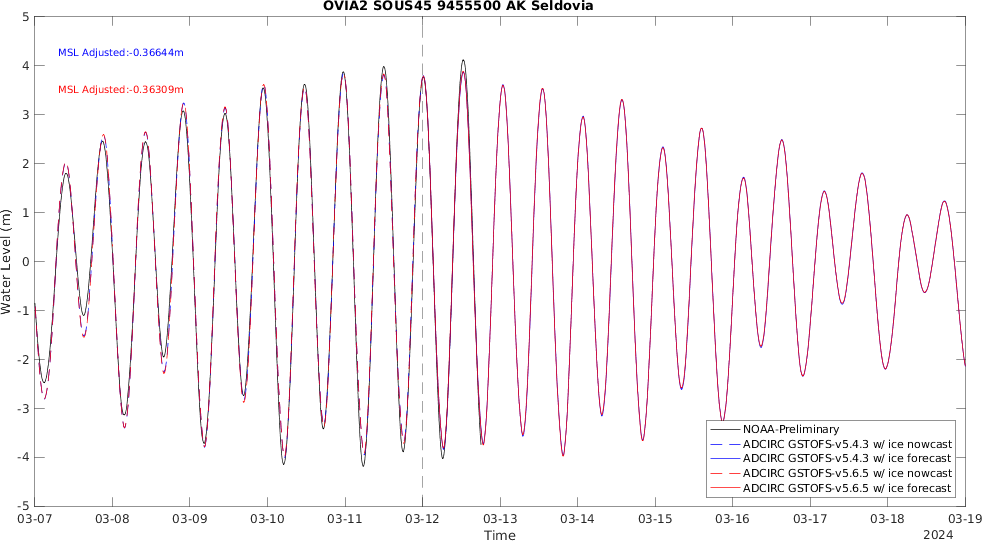 OVIA2 SOUS45 9455500 AK Seldovia
MSL Adjusted:-0.36644m
MSL Adjusted:-0.36309m
Water Level (m)
5
4
3
2
1
0
-1
-2
-3
-4
-5
NOAA-Preliminary
ADCIRC GSTOFS-v5.4.3 w/ ice nowcast
ADCIRC GSTOFS-v5.4.3 w/ ice forecast
ADCIRC GSTOFS-v5.6.5 w/ ice nowcast
ADCIRC GSTOFS-v5.6.5 w/ ice forecast
03-07 03-08 03-09 03-10 03-11 03-12 03-13 03-14 03-15 03-16 03-17 03-18 03-19
Time
2024